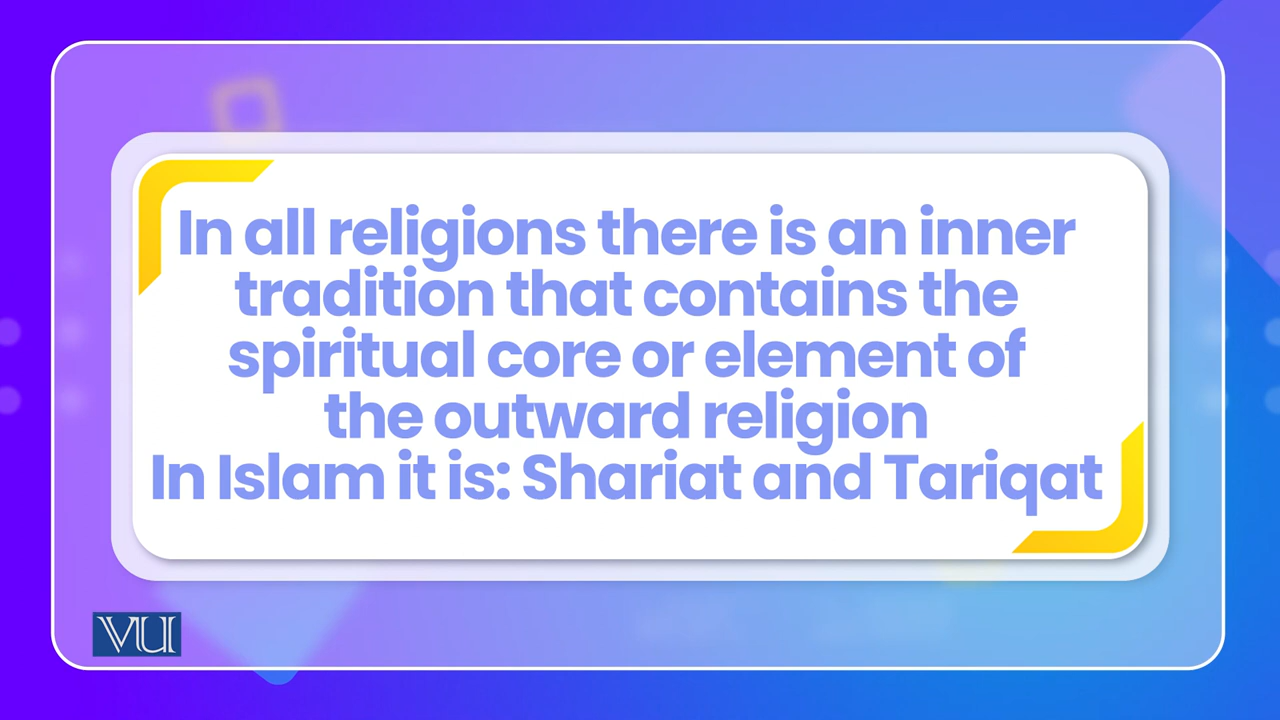 In all religions there is an inner
tradition that contains the
spiritual core or element of
the outward religion
In Islam it is: Shariat and Tariqat
VU